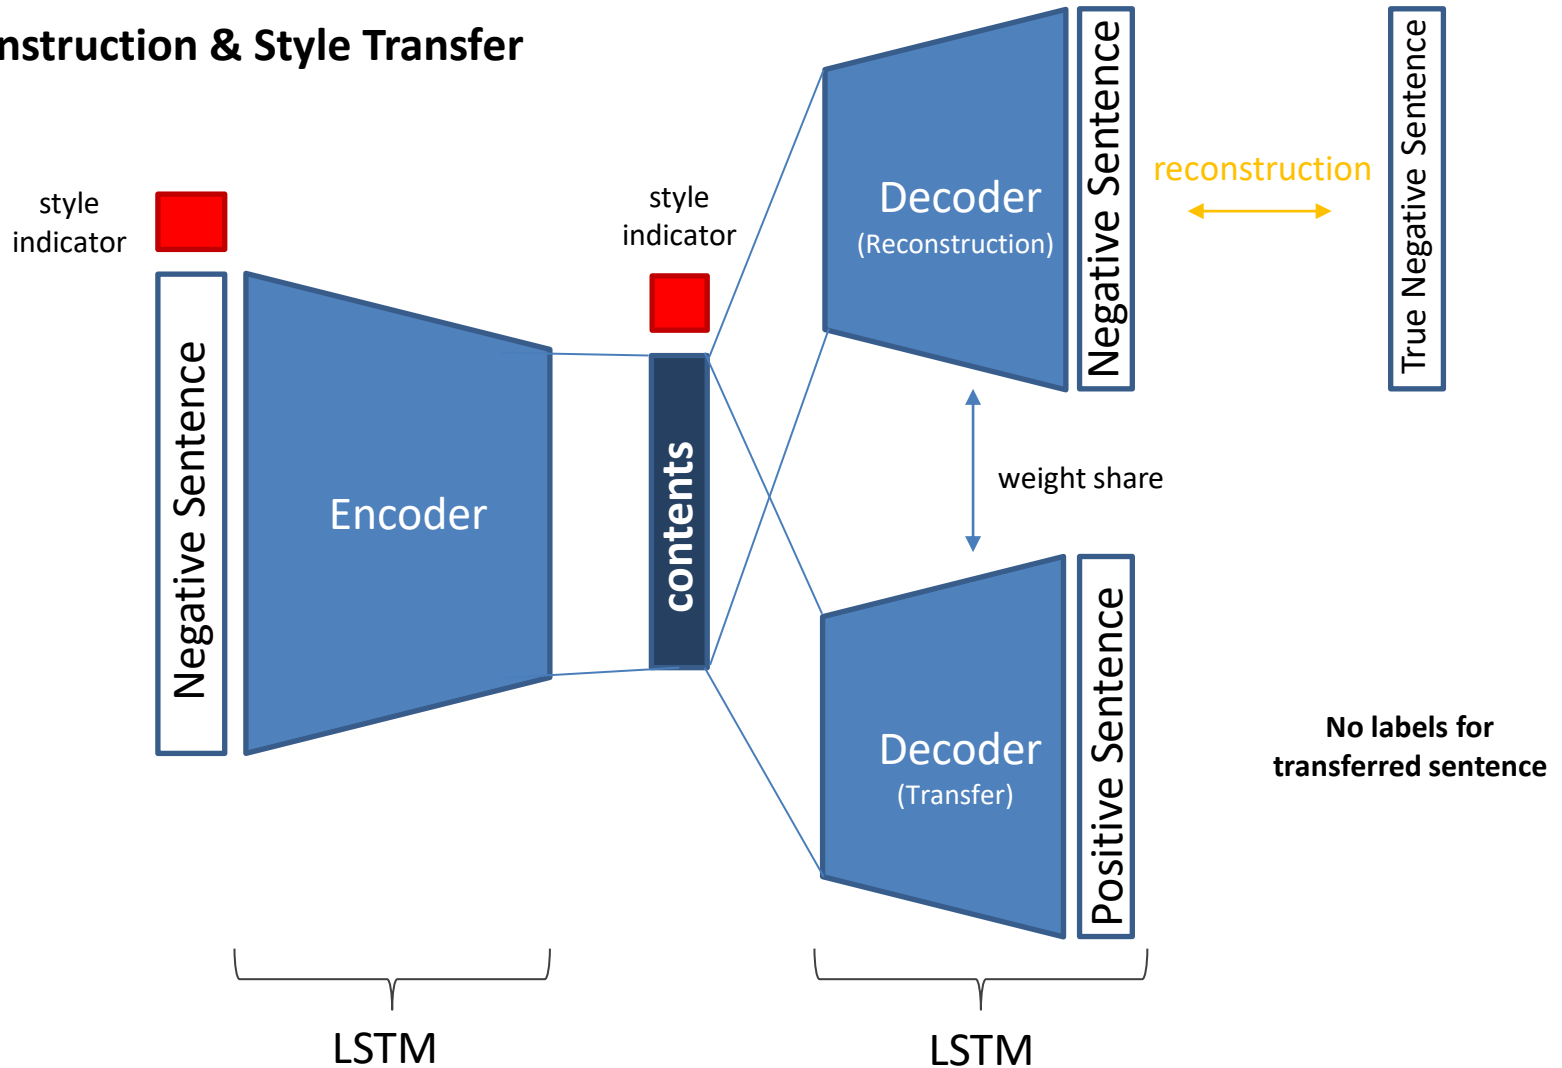 nstruction & Style Transfer
style
indicator
Negative Sentence
Encoder
style
indicator
contents
Decoder
(Reconstruction)
Negative Sentence
reconstruction
True Negative Sentence
weight share
Decoder
(Transfer)
Positive Sentence
No labels for
transferred sentence
LSTM
LSTM